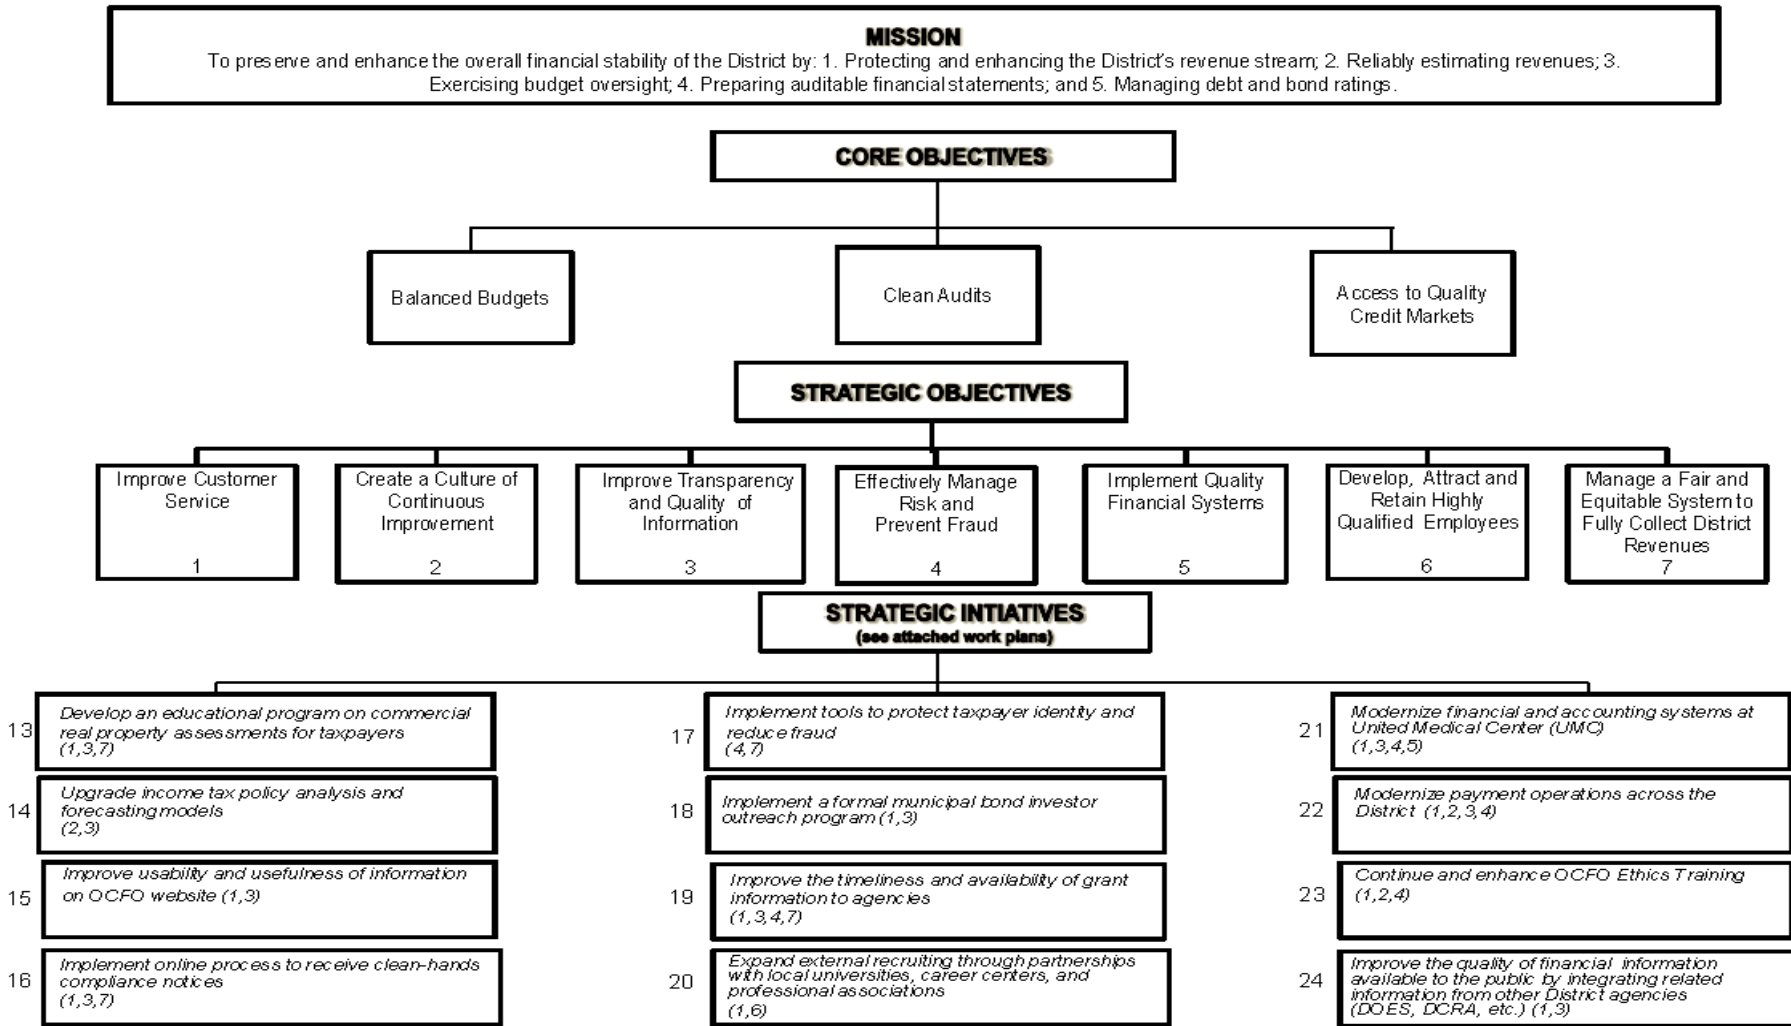 MISSION
To preserve and enhance the overall financial stability of the District by: 1. Protecting and enhancing the District's revenue stream; 2. Reliably estimating revenues; 3.
Exercising budget oversight; 4. Preparing auditable financial statements; and 5. Managing debt and bond ratings.
CORE OBJECTIVES
Balanced Budgets
Clean Audits
Access to Quality
Credit Markets
STRATEGIC OBJECTIVES
Improve Customer
Service
1
Create a Culture of
Continuous
Improvement
2
Improve Transparency
and Quality of
Information
3
Effectively Manage
Risk and
Prevent Fraud
4
Implement Quality
Financial Systems
5
Develop, Attract and
Retain Highly
Qualified Employees
6
Manage a Fair and
Equitable System to
Fully Collect District
Revenues
7
STRATEGIC INTIATIVES
(see attached work plans)
13
Develop an educational program on commercial
real property assessments for taxpayers
(1,3,7)
14
Upgrade income tax policy analysis and
forecasting models
(2,3)
15
Improve usability and usefulness of information
on OCFO website (1,3)
16
Implement online process to receive clean-hands
compliance notices
(1,3,7)
17
Implement tools to protect taxpayer identity and
reduce fraud
(4,7)
18
Implement a formal municipal bond investor
outreach program (1,3)
19
Improve the timeliness and availability of grant
information to agencies
(1,3,4,7)
20
Expand external recruiting through partnerships
with local universities, career centers, and
professional associations
(1,6)
21
Modernize financial and accounting systems at
United Medical Center (UMC)
(1,3,4,5)
22
Modernize payment operations across the
District (1,2,3,4)
23
Continue and enhance OCFO Ethics Training
(1,2,4)
24
Improve the quality of financial information
available to the public by integrating related
information from other District agencies
(DOES, DCRA, etc.) (1,3)